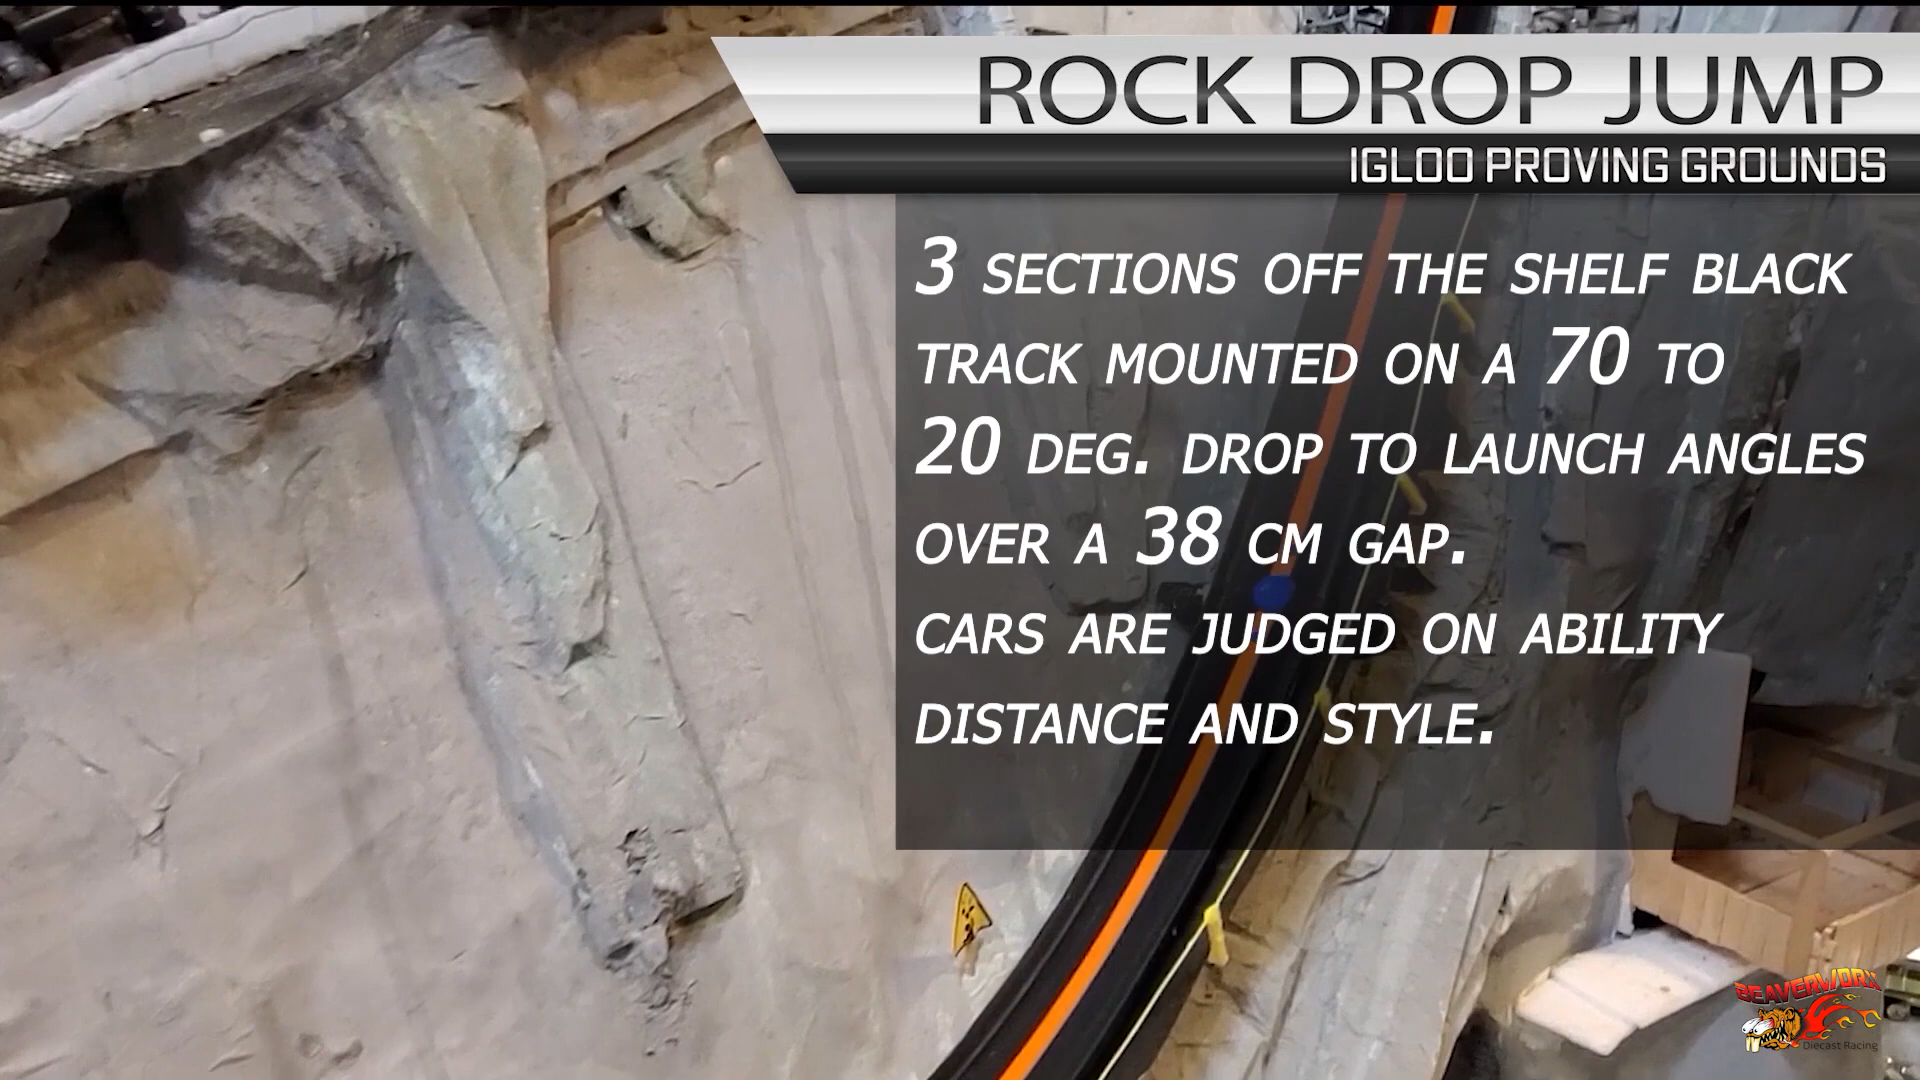 ROCK DROP JUMP
IGLOO PROVING GROUNDS
3 SECTIONS OFF THE SHELF BLACK
TRACK MOUNTED ON A 70 TO
20 DEG. DROP TO LAUNCH ANGLES
OVER A 38 CM GAP.
CARS ARE JUDGED ON ABILITY
DISTANCE AND STYLE.
BEAVERWORX
Diecast Racing